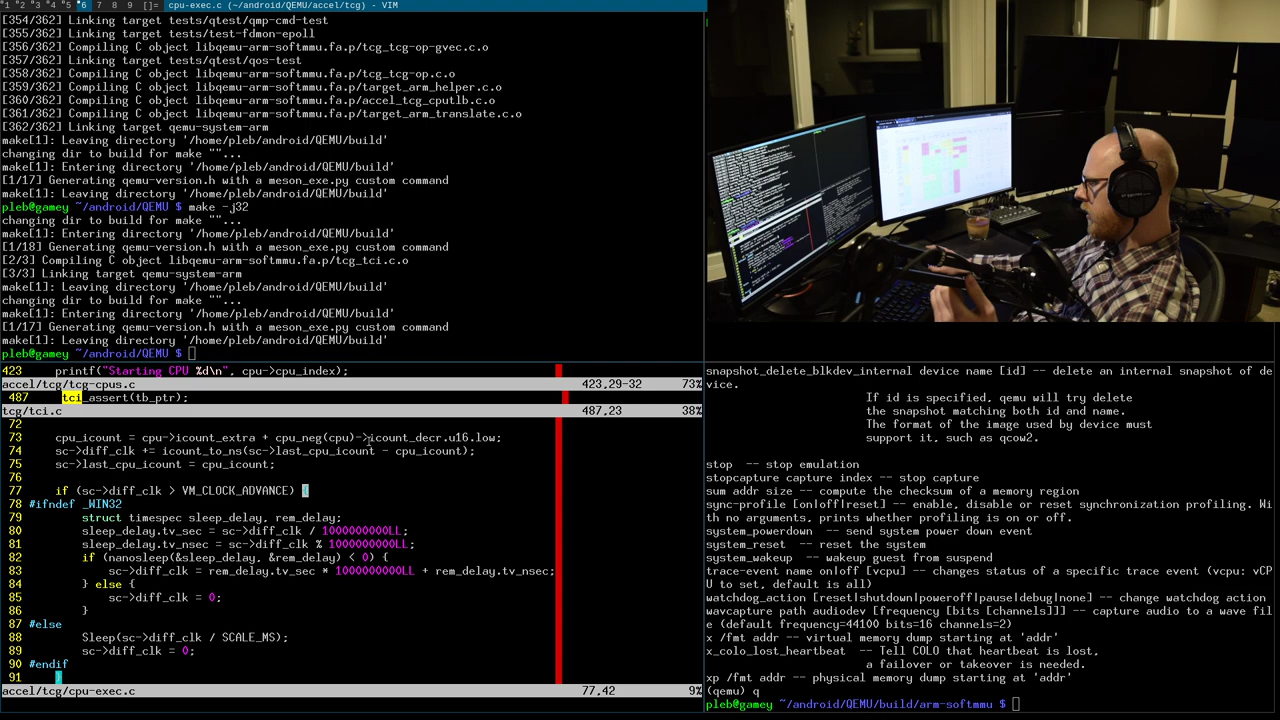 1 2 3 4 5 6 7 8 9 []= cpu-exec.c (~/android/QEMU/accel/tcg) - VIM
[354/362] Linking target tests/qtest/qmp-cmd-test
[355/362] Linking target tests/test-fdmon-epoll
[356/362] Compiling C object libqemu-arm-softmmu.fa.p/tcg_tcg-op-gvec.c.o
[357/362] Linking target tests/qtest/qos-test
[358/362] Compiling C object libqemu-arm-softmmu.fa.p/tcg_tcg-op.c.o
[359/362] Compiling C object libqemu-arm-softmmu.fa.p/target_arm_helper.c.o
[360/362] Compiling C object libqemu-arm-softmmu.fa.p/accel_tcg_cputlb.c.o
[361/362] Compiling C object libqemu-arm-softmmu.fa.p/target_arm_translate.c.o
[362/362] Linking target qemu-system-arm
make[1]: Leaving directory '/home/pleb/android/QEMU/build'
changing dir to build for make ""...
make[1]: Entering directory '/home/pleb/android/QEMU/build'
[1/17] Generating qemu-version.h with a meson_exe.py custom command
make[1]: Leaving directory '/home/pleb/android/QEMU/build'
pleb@gamey ~/android/QEMU $ make -j32
changing dir to build for make ""...
make[1]: Entering directory '/home/pleb/android/QEMU/build'
[1/18] Generating qemu-version.h with a meson_exe.py custom command
[2/3] Compiling C object libqemu-arm-softmmu.fa.p/tcg_tci.c.o
[3/3] Linking target qemu-system-arm
make[1]: Leaving directory '/home/pleb/android/QEMU/build'
changing dir to build for make ""...
make[1]: Entering directory '/home/pleb/android/QEMU/build'
[1/17] Generating qemu-version.h with a meson_exe.py custom command
make[1]: Leaving directory '/home/pleb/android/QEMU/build'
pleb@gamey ~/android/QEMU $
423 printf("Starting CPU %d\n", cpu->cpu_index);
accel/tcg/tcg-cpus.c 423,29-32 73%
487 tci_assert(tb_ptr);
tcg/tci.c 487,23 38%
72
73 cpu_icount = cpu->icount_extra + cpu_neg(cpu)->icount_decr.u16.low;
74 sc->diff_clk += icount_to_ns(sc->last_cpu_icount - cpu_icount);
75 sc->last_cpu_icount = cpu_icount;
76
77 if (sc->diff_clk > VM_CLOCK_ADVANCE) {
78 #ifndef _WIN32
79 struct timespec sleep_delay, rem_delay;
80 sleep_delay.tv_sec = sc->diff_clk / 1000000000LL;
81 sleep_delay.tv_nsec = sc->diff_clk % 1000000000LL;
82 if (nanosleep(&sleep_delay, &rem_delay) < 0) {
83 sc->diff_clk = rem_delay.tv_sec * 1000000000LL + rem_delay.tv_nsec;
84 } else {
85 sc->diff_clk = 0;
86 }
87 #else
88 Sleep(sc->diff_clk / SCALE_MS);
89 sc->diff_clk = 0;
90 #endif
91 }
accel/tcg/cpu-exec.c 77,42 9%
snapshot_delete_blkdev_internal device name [id] -- delete an internal snapshot of de
vice.
If id is specified, qemu will try delete
the snapshot matching both id and name.
The format of the image used by device must
support it, such as qcow2.
stop -- stop emulation
stopcapture capture index -- stop capture
sum addr size -- compute the checksum of a memory region
sync-profile [on|off|reset] -- enable, disable or reset synchronization profiling. Wi
th no arguments, prints whether profiling is on or off.
system_powerdown -- send system power down event
system_reset -- reset the system
system_wakeup -- wakeup guest from suspend
trace-event name on|off [vcpu] -- changes status of a specific trace event (vcpu: vCP
U to set, default is all)
watchdog_action [reset|shutdown|poweroff|pause|debug|none] -- change watchdog action
wavcapture path audiodev [frequency [bits [channels]]] -- capture audio to a wave fil
e (default frequency=44100 bits=16 channels=2)
x /fmt addr -- virtual memory dump starting at 'addr'
x_colo_lost_heartbeat -- Tell COLO that heartbeat is lost,
a failover or takeover is needed.
xp /fmt addr -- physical memory dump starting at 'addr'
(qemu) q
pleb@gamey ~/android/QEMU/build/arm-softmmu $